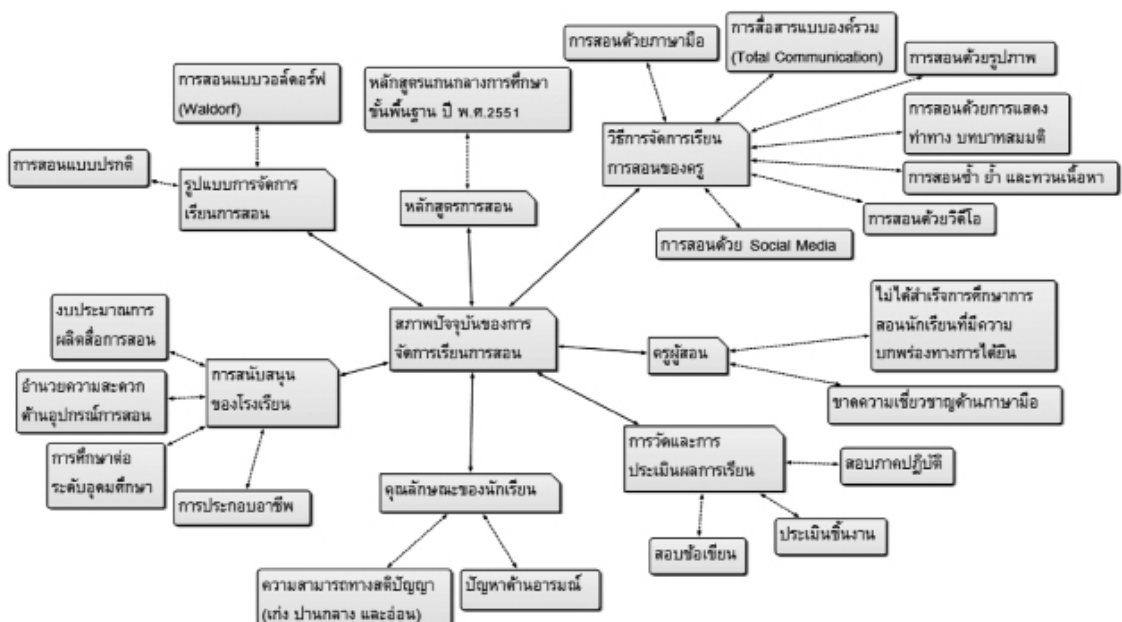 การสอนด้วยภาษามือ
การสื่อสารแบบองค์รวม
(Total Communication)
การสอนด้วยรูปภาพ
การสอนด้วยการแสดง
ท่าทาง บทบาทสมมติ
การสอนซ้ำ ย้ำ และทวนเนื้อหา
การสอนด้วยวิดีโอ
การสอนด้วย Social Media
วิธีการจัดการเรียน
การสอนของครู
หลักสูตรแกนกลางการศึกษา
ขั้นพื้นฐาน ปี พ.ศ.2551
หลักสูตรการสอน
การสอนแบบวอล์ดอร์ฟ
(Waldorf)
การสอนแบบปรกติ
รูปแบบการจัดการ
เรียนการสอน
สภาพปัจจุบันของการ
จัดการเรียนการสอน
งบประมาณการ
ผลิตสื่อการสอน
อำนวยความสะดวก
ด้านอุปกรณ์การสอน
การศึกษาต่อ
ระดับอุดมศึกษา
การประกอบอาชีพ
การสนับสนุน
ของโรงเรียน
ครูผู้สอน
ไม่ได้สำเร็จการศึกษาการ
สอนนักเรียนที่มีความ
บกพร่องทางการได้ยิน
ขาดความเชี่ยวชาญด้านภาษามือ
การวัดและการ
ประเมินผลการเรียน
สอบภาคปฏิบัติ
ประเมินชิ้นงาน
สอบข้อเขียน
คุณลักษณะของนักเรียน
ความสามารถทางสติปัญญา
(เก่ง ปานกลาง และอ่อน)
ปัญหาด้านอารมณ์